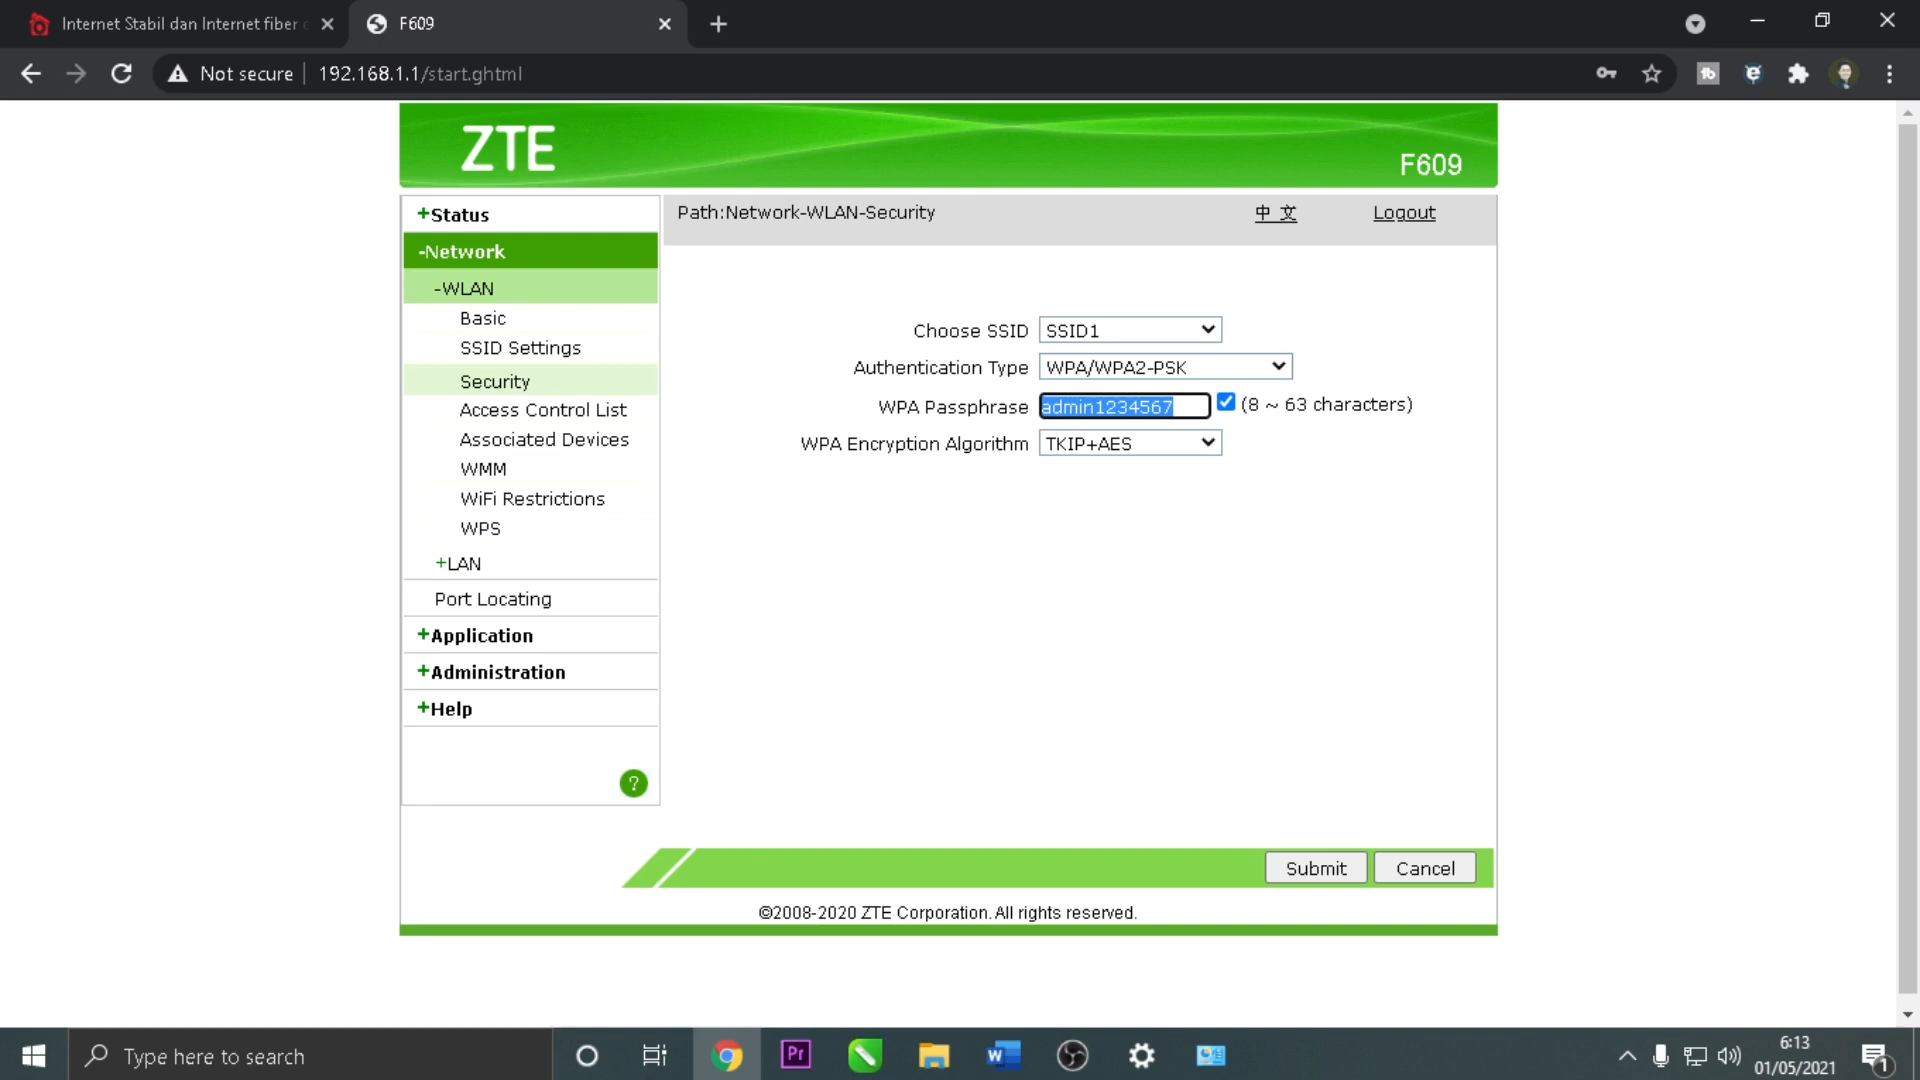 Internet Stabil dan Internet fiber
F609
Not secure
192.168.1.1/start.ghtml
ZTE
F609
+Status
-Network
-WLAN
Basic
SSID Settings
Security
Access Control List
Associated Devices
WMM
WiFi Restrictions
WPS
+LAN
Port Locating
+Application
+Administration
+Help
?
Path:Network-WLAN-Security
中 文
Logout
Choose SSID SSID1
Authentication Type WPA/WPA2-PSK
WPA Passphrase admin1234567 (8 ~ 63 characters)
WPA Encryption Algorithm TKIP+AES
Submit Cancel
©2008-2020 ZTE Corporation. All rights reserved.
Type here to search
Pr
W
6:13
01/05/2021
1